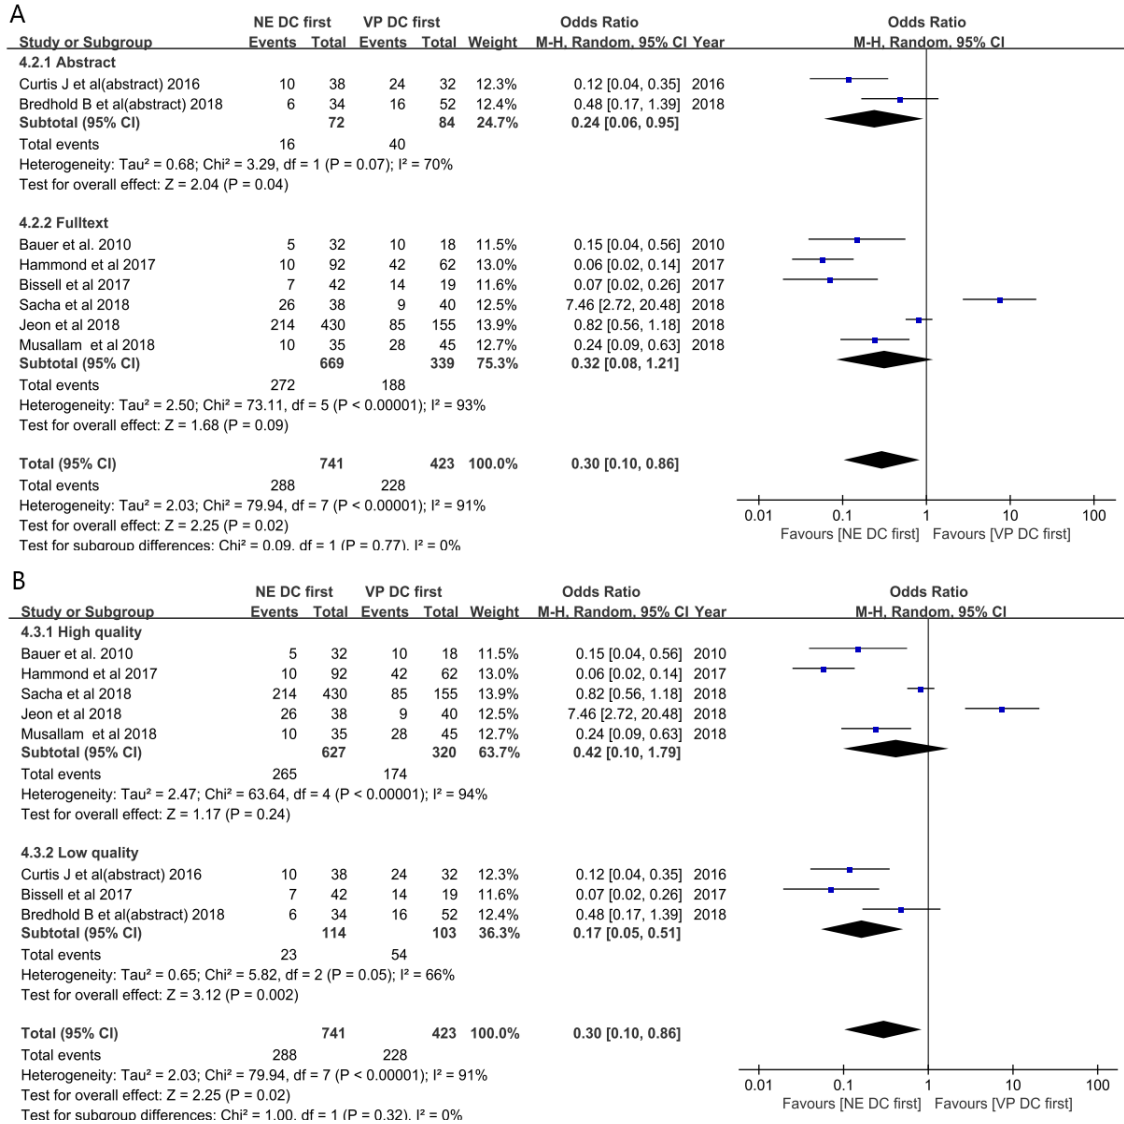 A
NE DC first VP DC first Odds Ratio Odds Ratio
Study or Subgroup Events Total Events Total Weight M-H, Random, 95% CI Year M-H, Random, 95% CI
4.2.1 Abstract
Curtis J et al(abstract) 2016 10 38 24 32 12.3% 0.12 [0.04, 0.35] 2016
Bredhold B et al(abstract) 2018 6 34 16 52 12.4% 0.48 [0.17, 1.39] 2018
Subtotal (95% CI) 72 84 24.7% 0.24 [0.06, 0.95]
Total events 16 40
Heterogeneity: Tau² = 0.68; Chi² = 3.29, df = 1 (P = 0.07); I² = 70%
Test for overall effect: Z = 2.04 (P = 0.04)
4.2.2 Fulltext
Bauer et al. 2010 5 32 10 18 11.5% 0.15 [0.04, 0.56] 2010
Hammond et al 2017 10 92 42 62 13.0% 0.06 [0.02, 0.14] 2017
Bissell et al 2017 7 42 14 19 11.6% 0.07 [0.02, 0.26] 2017
Sacha et al 2018 26 38 9 40 12.5% 7.46 [2.72, 20.48] 2018
Jeon et al 2018 214 430 85 155 13.9% 0.82 [0.56, 1.18] 2018
Musallam et al 2018 10 35 28 45 12.7% 0.24 [0.09, 0.63] 2018
Subtotal (95% CI) 669 339 75.3% 0.32 [0.08, 1.21]
Total events 272 188
Heterogeneity: Tau² = 2.50; Chi² = 73.11, df = 5 (P < 0.00001); I² = 93%
Test for overall effect: Z = 1.68 (P = 0.09)
Total (95% CI) 741 423 100.0% 0.30 [0.10, 0.86]
Total events 288 228
Heterogeneity: Tau² = 2.03; Chi² = 79.94, df = 7 (P < 0.00001); I² = 91%
Test for overall effect: Z = 2.25 (P = 0.02)
Test for subgroup differences: Chi² = 0.09, df = 1 (P = 0.77), I² = 0%
0.01 0.1 1 10 100
Favours [NE DC first] Favours [VP DC first]
B
NE DC first VP DC first Odds Ratio Odds Ratio
Study or Subgroup Events Total Events Total Weight M-H, Random, 95% CI Year M-H, Random, 95% CI
4.3.1 High quality
Bauer et al. 2010 5 32 10 18 11.5% 0.15 [0.04, 0.56] 2010
Hammond et al 2017 10 92 42 62 13.0% 0.06 [0.02, 0.14] 2017
Sacha et al 2018 214 430 85 155 13.9% 0.82 [0.56, 1.18] 2018
Jeon et al 2018 26 38 9 40 12.5% 7.46 [2.72, 20.48] 2018
Musallam et al 2018 10 35 28 45 12.7% 0.24 [0.09, 0.63] 2018
Subtotal (95% CI) 627 320 63.7% 0.42 [0.10, 1.79]
Total events 265 174
Heterogeneity: Tau² = 2.47; Chi² = 63.64, df = 4 (P < 0.00001); I² = 94%
Test for overall effect: Z = 1.17 (P = 0.24)
4.3.2 Low quality
Curtis J et al(abstract) 2016 10 38 24 32 12.3% 0.12 [0.04, 0.35] 2016
Bissell et al 2017 7 42 14 19 11.6% 0.07 [0.02, 0.26] 2017
Bredhold B et al(abstract) 2018 6 34 16 52 12.4% 0.48 [0.17, 1.39] 2018
Subtotal (95% CI) 114 103 36.3% 0.17 [0.05, 0.51]
Total events 23 54
Heterogeneity: Tau² = 0.65; Chi² = 5.82, df = 2 (P = 0.05); I² = 66%
Test for overall effect: Z = 3.12 (P = 0.002)
Total (95% CI) 741 423 100.0% 0.30 [0.10, 0.86]
Total events 288 228
Heterogeneity: Tau² = 2.03; Chi² = 79.94, df = 7 (P < 0.00001); I² = 91%
Test for overall effect: Z = 2.25 (P = 0.02)
Test for subgroup differences: Chi² = 1.00, df = 1 (P = 0.32), I² = 0%
0.01 0.1 1 10 100
Favours [NE DC first] Favours [VP DC first]